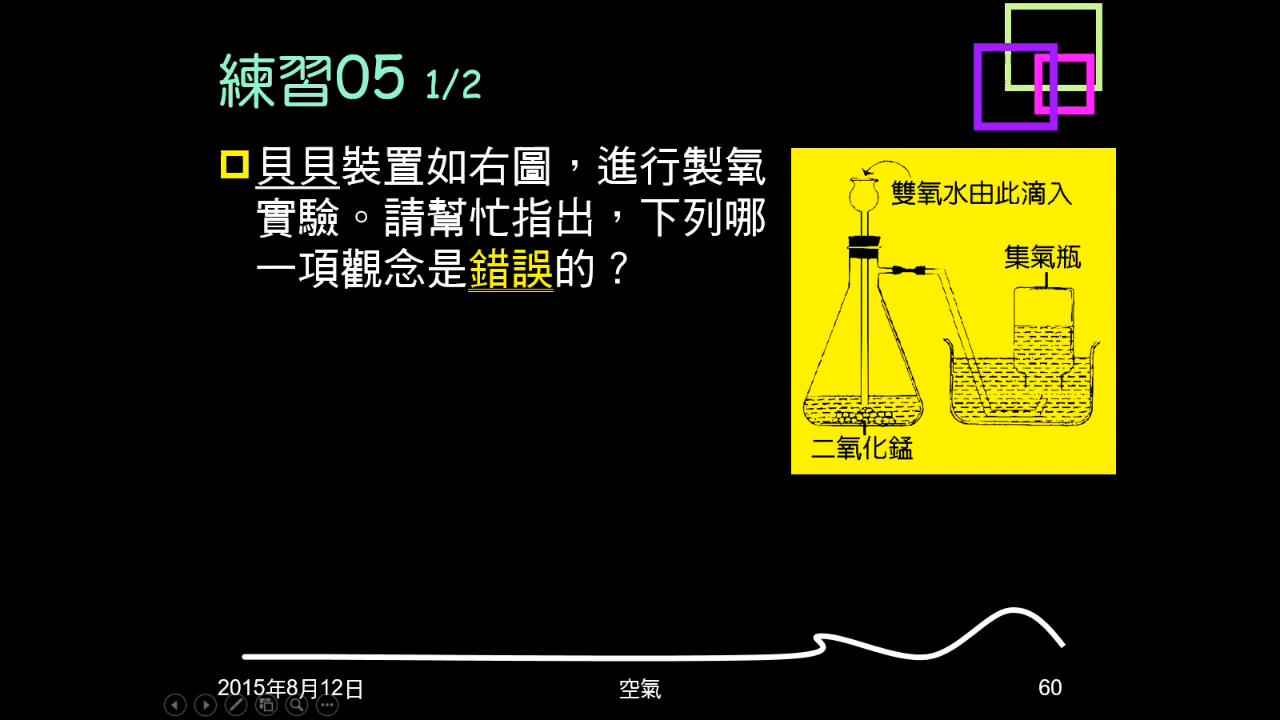 練習05 1/2
貝貝裝置如右圖，進行製氧
實驗。請幫忙指出，下列哪
一項觀念是錯誤的？
雙氧水由此滴入
集氣瓶
二氧化錳
2015年8月12日
空氣
60